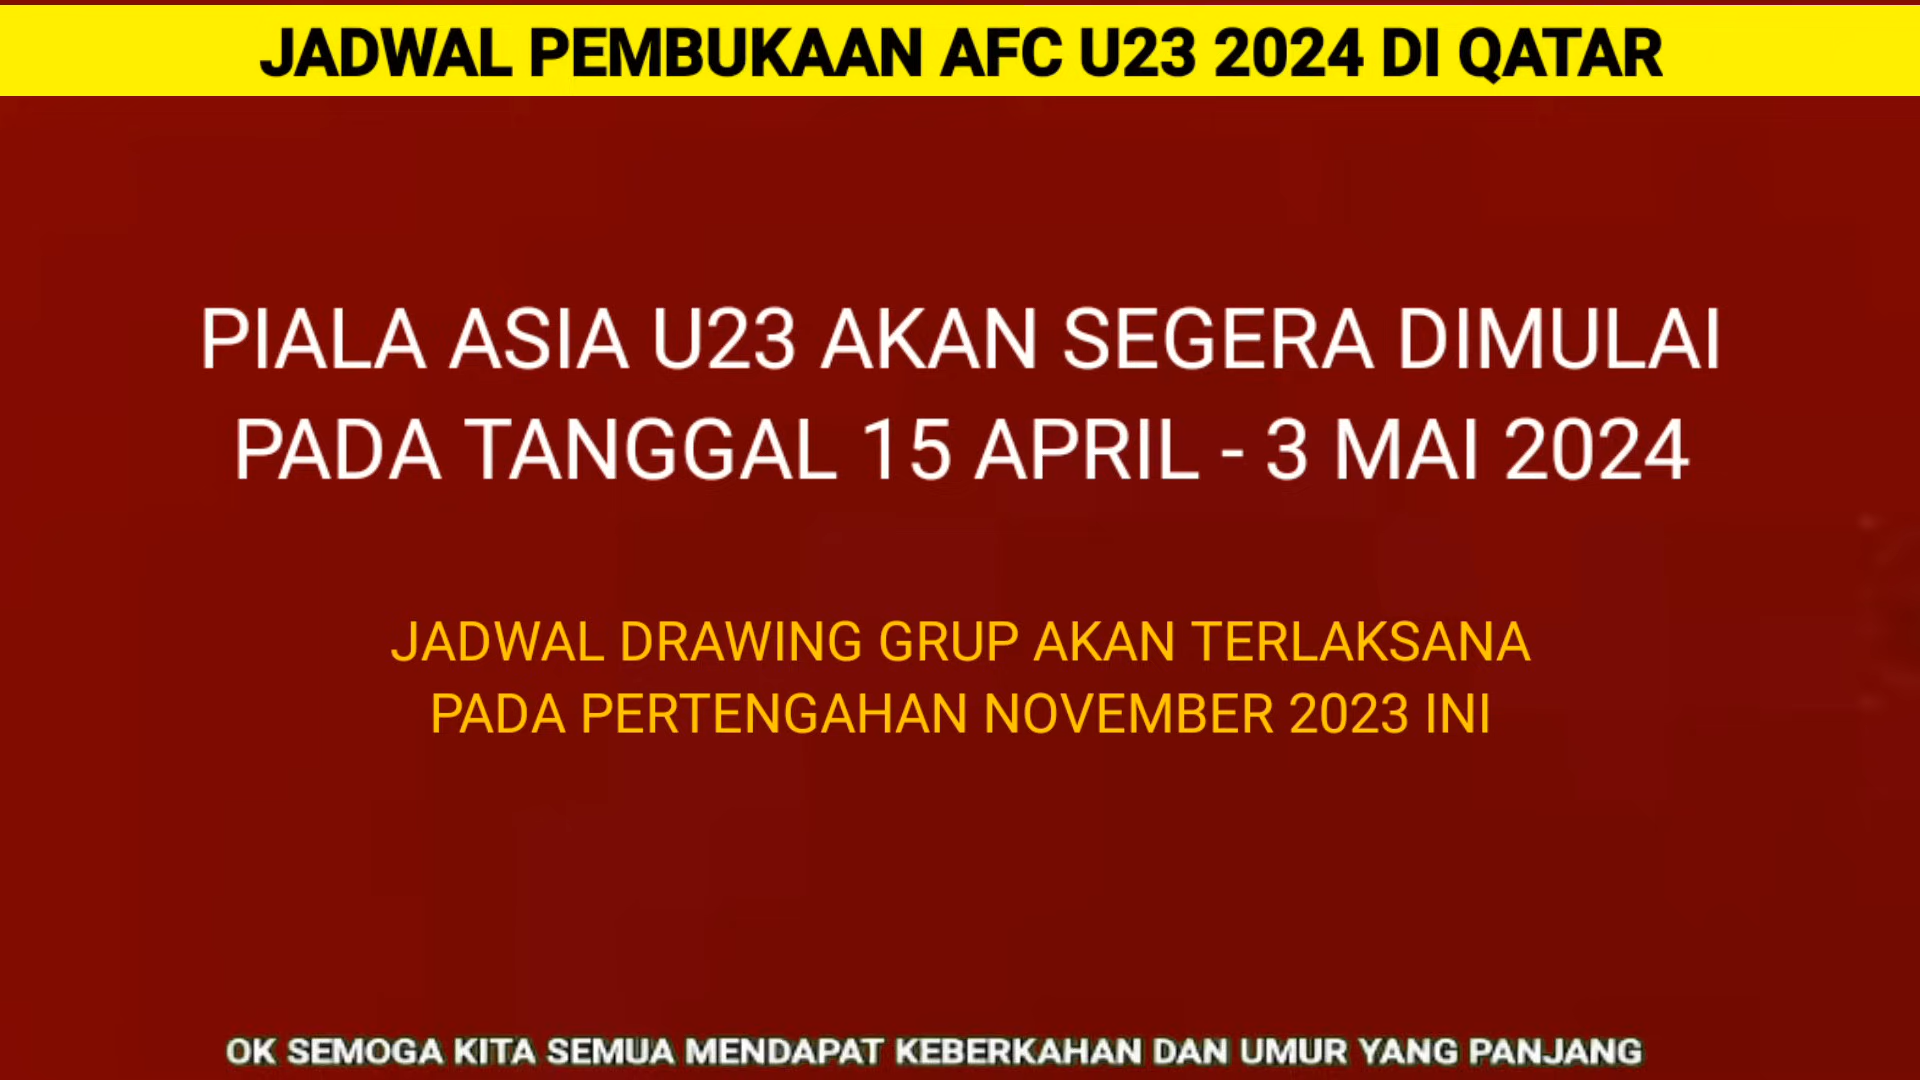 JADWAL PEMBUKAAN AFC U23 2024 DI QATAR
PIALA ASIA U23 AKAN SEGERA DIMULAI
PADA TANGGAL 15 APRIL - 3 MAI 2024
JADWAL DRAWING GRUP AKAN TERLAKSANA
PADA PERTENGAHAN NOVEMBER 2023 INI
OK SEMOGA KITA SEMUA MENDAPAT KEBERKAHAN DAN UMUR YANG PANJANG